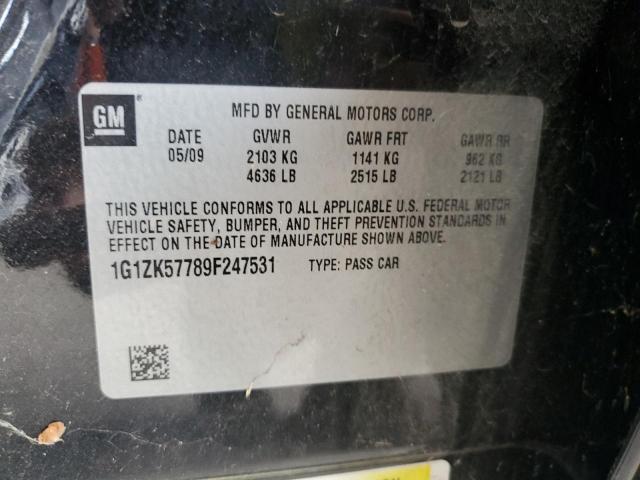 GM
MFD BY GENERAL MOTORS CORP.
DATE GVWR GAWR FRT GAWR RR
05/09 2103 KG 1141 KG 962 KG
4636 LB 2515 LB 2121 LB
THIS VEHICLE CONFORMS TO ALL APPLICABLE U.S. FEDERAL MOTOR
VEHICLE SAFETY, BUMPER, AND THEFT PREVENTION STANDARDS IN
EFFECT ON THE DATE OF MANUFACTURE SHOWN ABOVE.
1G1ZK57789F247531 TYPE: PASS CAR